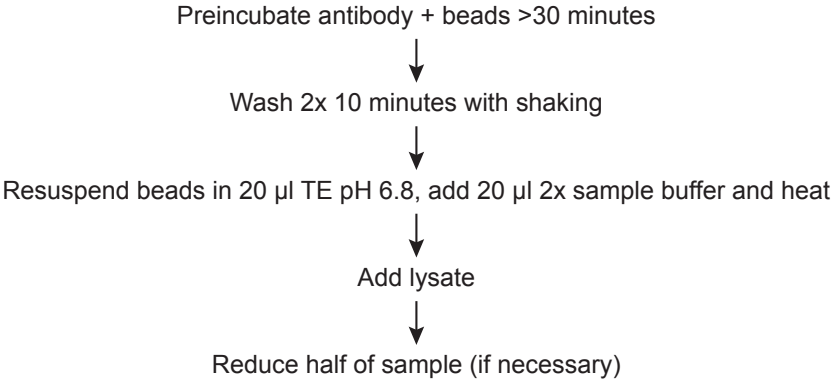 Preincubate antibody + beads >30 minutes
Wash 2x 10 minutes with shaking
Resuspend beads in 20 µl TE pH 6.8, add 20 µl 2x sample buffer and heat
Add lysate
Reduce half of sample (if necessary)